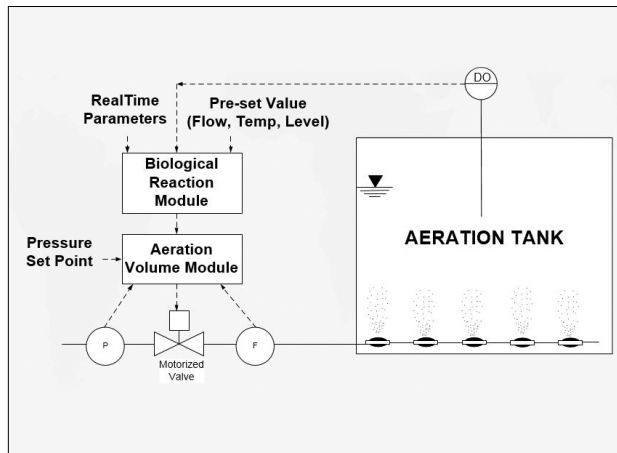 DO
RealTime
Parameters
Pre-set Value
(Flow, Temp, Level)
Biological
Reaction
Module
Pressure
Set Point
Aeration
Volume Module
AERATION TANK
P
F
Motorized
Valve